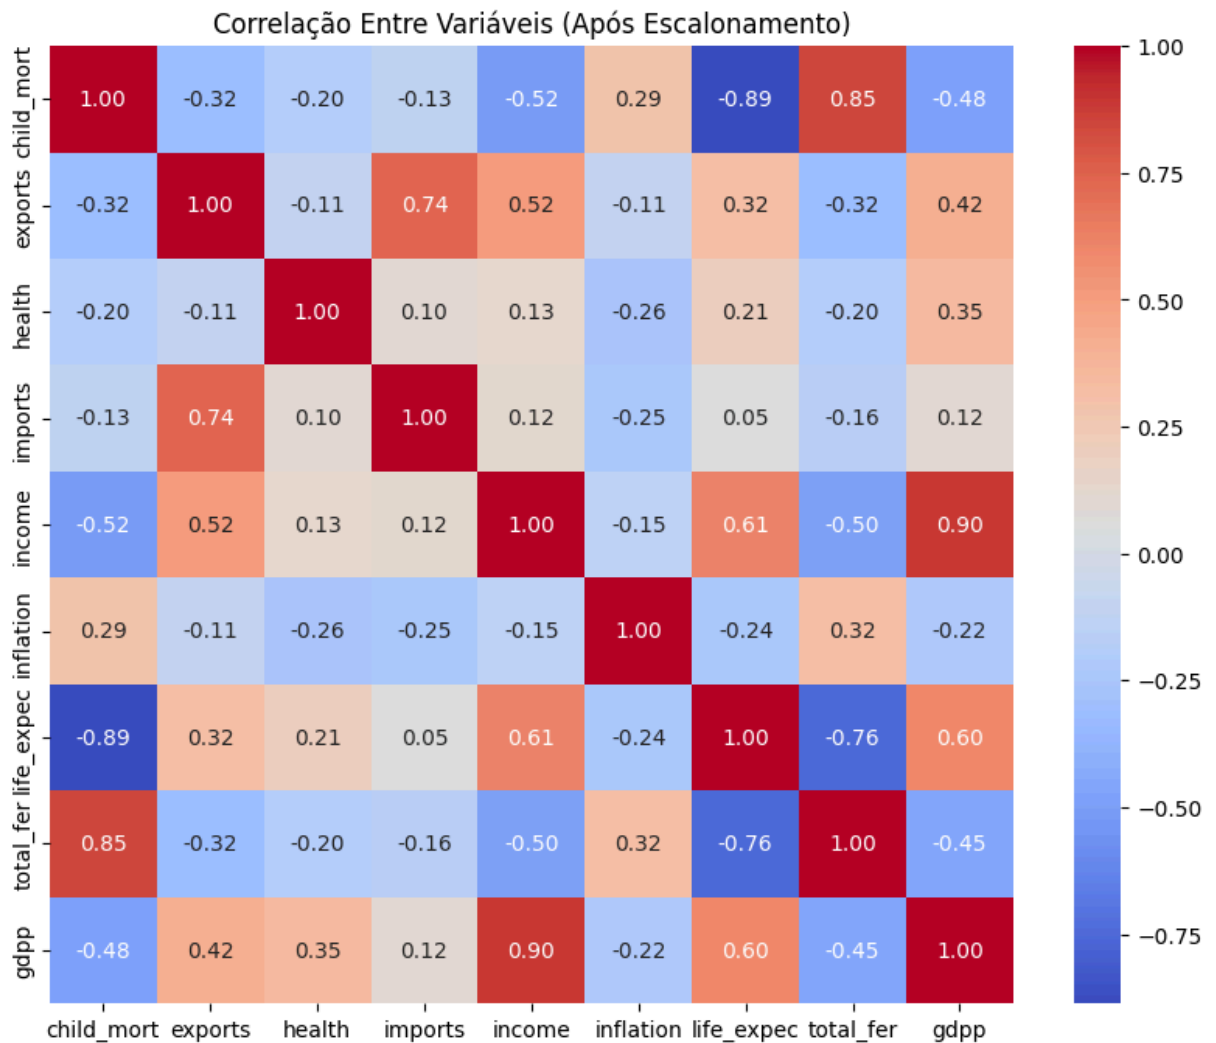 Correlação Entre Variáveis (Após Escalonamento)
child_mort 1.00 -0.32 -0.20 -0.13 -0.52 0.29 -0.89 0.85 -0.48
exports -0.32 1.00 -0.11 0.74 0.52 -0.11 0.32 -0.32 0.42
health -0.20 -0.11 1.00 0.10 0.13 -0.26 0.21 -0.20 0.35
imports -0.13 0.74 0.10 1.00 0.12 -0.25 0.05 -0.16 0.12
income -0.52 0.52 0.13 0.12 1.00 -0.15 0.61 -0.50 0.90
inflation 0.29 -0.11 -0.26 -0.25 -0.15 1.00 -0.24 0.32 -0.22
life_expec -0.89 0.32 0.21 0.05 0.61 -0.24 1.00 -0.76 0.60
total_fer 0.85 -0.32 -0.20 -0.16 -0.50 0.32 -0.76 1.00 -0.45
gdpp -0.48 0.42 0.35 0.12 0.90 -0.22 0.60 -0.45 1.00
child_mort exports health imports income inflation life_expec total_fer gdpp
1.00
0.75
0.50
0.25
0.00
−0.25
−0.50
−0.75